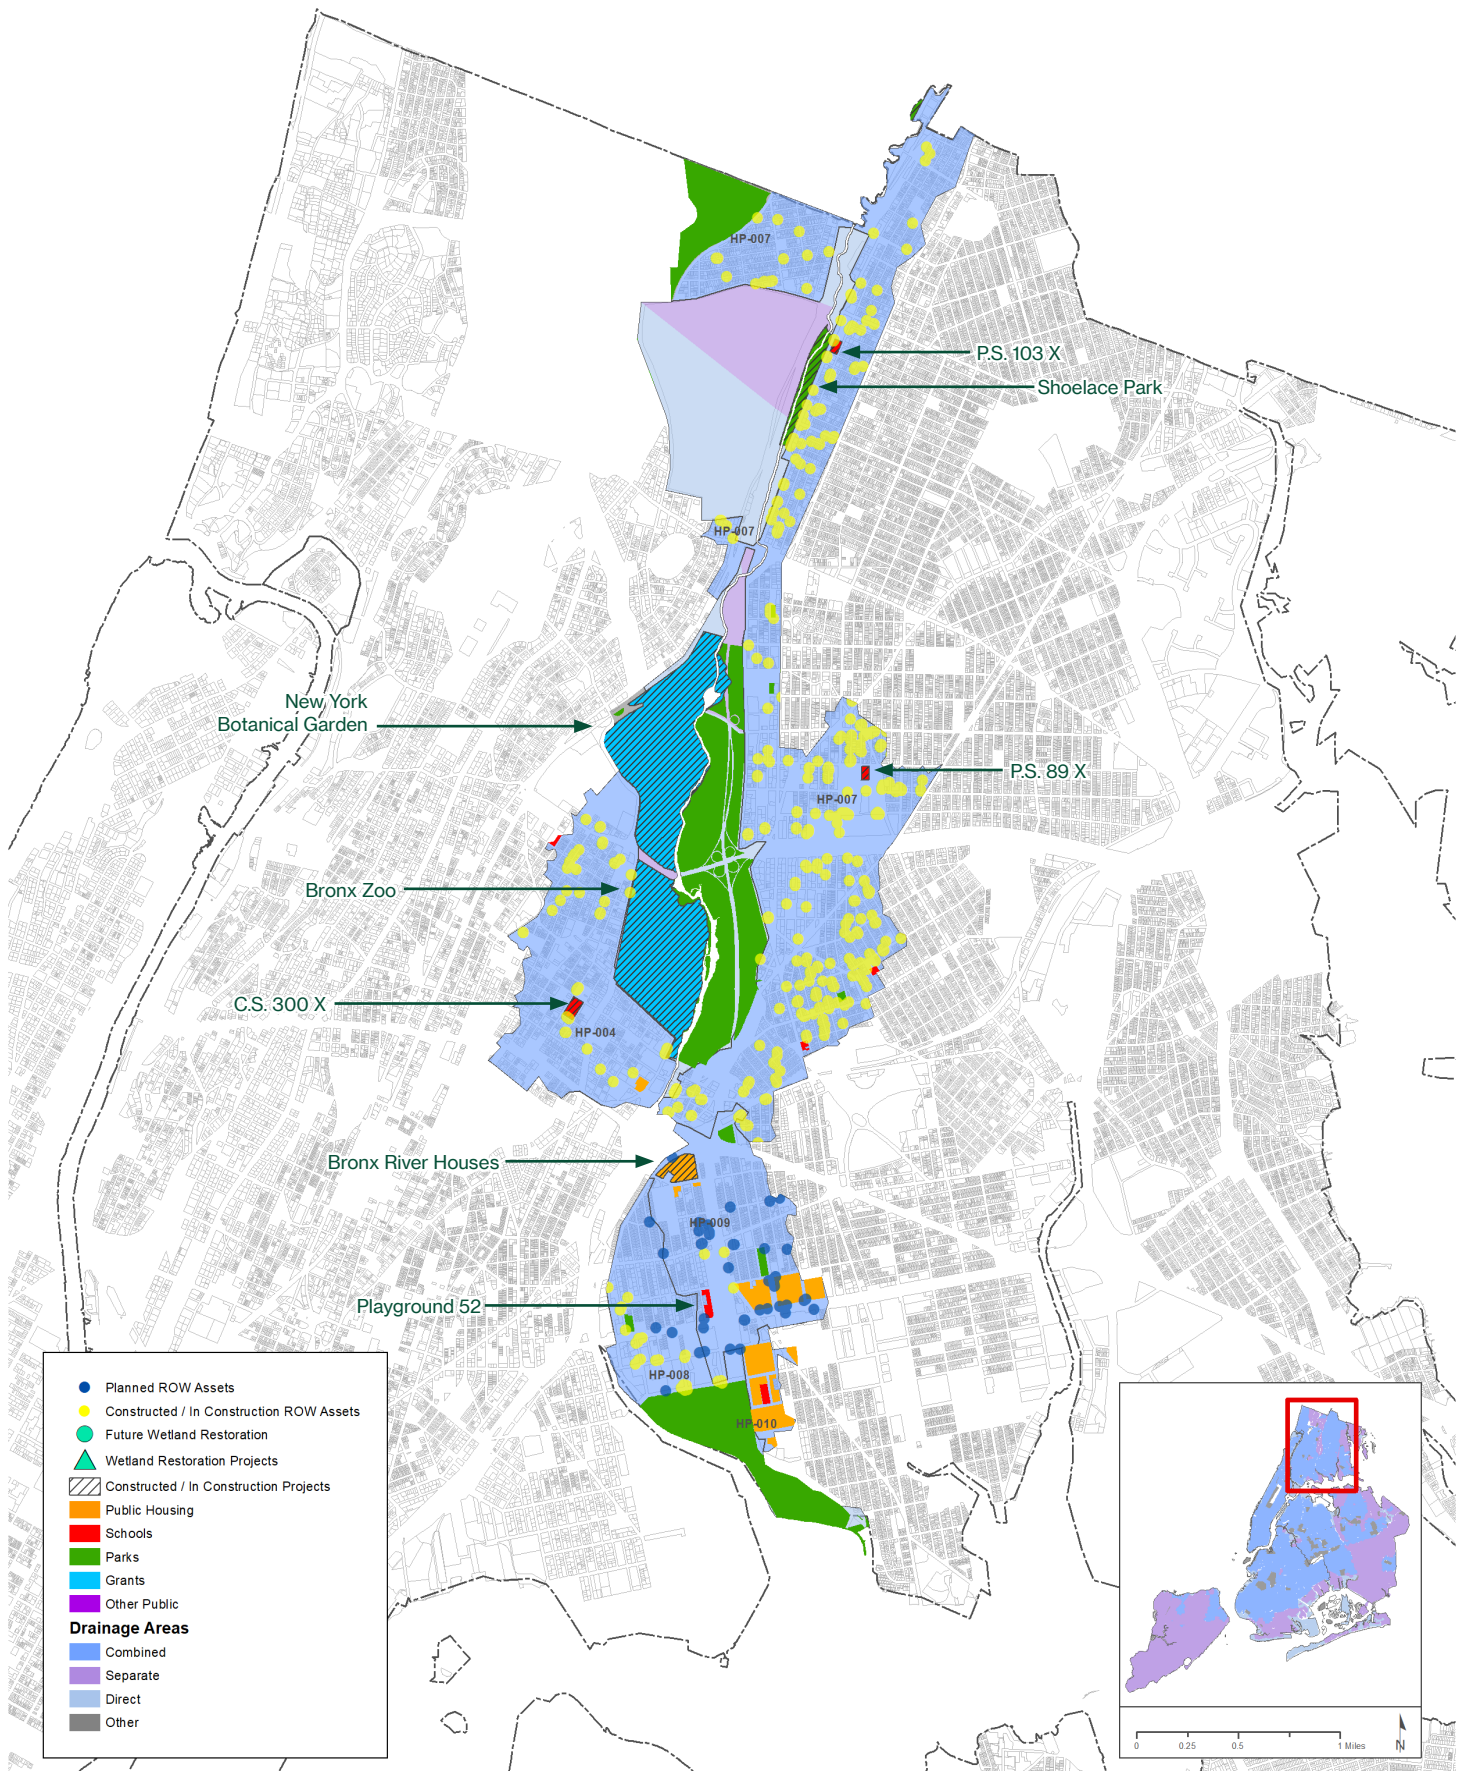 HP-007
P.S. 103 X
Shoelace Park
HP-007
New York
Botanical Garden
P.S. 89 X
HP-007
Bronx Zoo
C.S. 300 X
HP-004
Bronx River Houses
HP-009
Playground 52
HP-008
HP-010
Planned ROW Assets
Constructed / In Construction ROW Assets
Future Wetland Restoration
Wetland Restoration Projects
Constructed / In Construction Projects
Public Housing
Schools
Parks
Grants
Other Public
Drainage Areas
Combined
Separate
Direct
Other
0 0.25 0.5 1 Miles
N